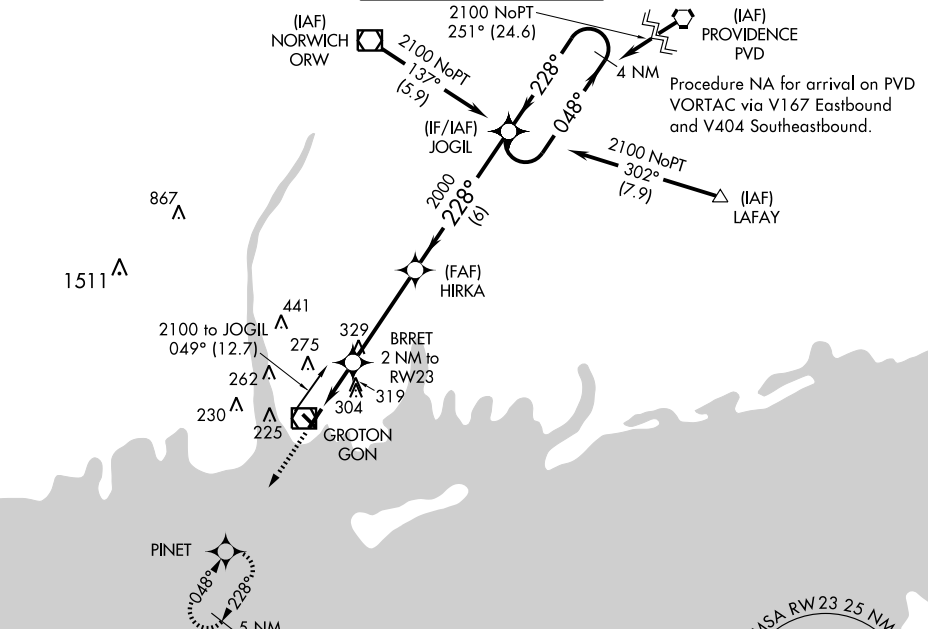 2100 NoPT
251° (24.6)
(IAF)
NORWICH
ORW
(IAF)
PROVIDENCE
PVD
2100 NoPT
137°
(5.9)
228°
048°
4 NM
Procedure NA for arrival on PVD
VORTAC via V167 Eastbound
and V404 Southeastbound.
(IF/IAF)
JOGIL
2100 NoPT
302°
(7.9)
(IAF)
LAFAY
2000
228°
(6)
867
1511
(FAF)
HIRKA
441
2100 to JOGIL
049° (12.7)
275
329
BRRET
2 NM to
RW23
262
319
304
230
225
GROTON
GON
PINET
048°
228°
5 NM
MSA RW23 25 NM